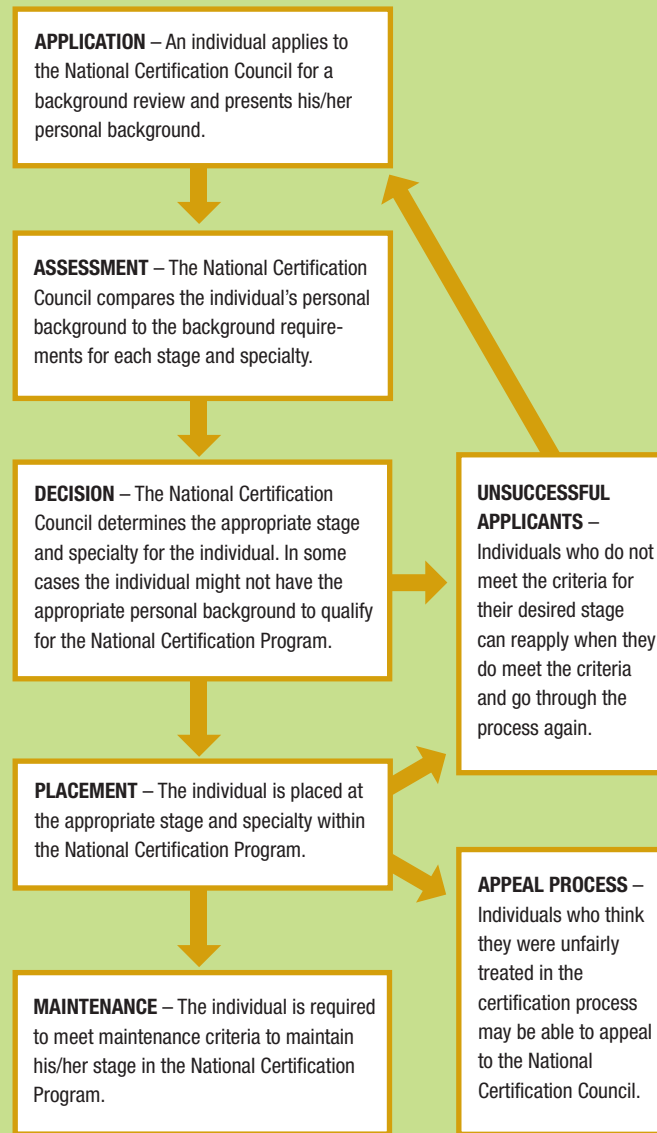 APPLICATION – An individual applies to
the National Certification Council for a
background review and presents his/her
personal background.
ASSESSMENT – The National Certification
Council compares the individual's personal
background to the background require-
ments for each stage and specialty.
DECISION – The National Certification
Council determines the appropriate stage
and specialty for the individual. In some
cases the individual might not have the
appropriate personal background to qualify
for the National Certification Program.
UNSUCCESSFUL
APPLICANTS –
Individuals who do not
meet the criteria for
their desired stage
can reapply when they
do meet the criteria
and go through the
process again.
PLACEMENT – The individual is placed at
the appropriate stage and specialty within
the National Certification Program.
APPEAL PROCESS –
Individuals who think
they were unfairly
treated in the
certification process
may be able to appeal
to the National
Certification Council.
MAINTENANCE – The individual is required
to meet maintenance criteria to maintain
his/her stage in the National Certification
Program.